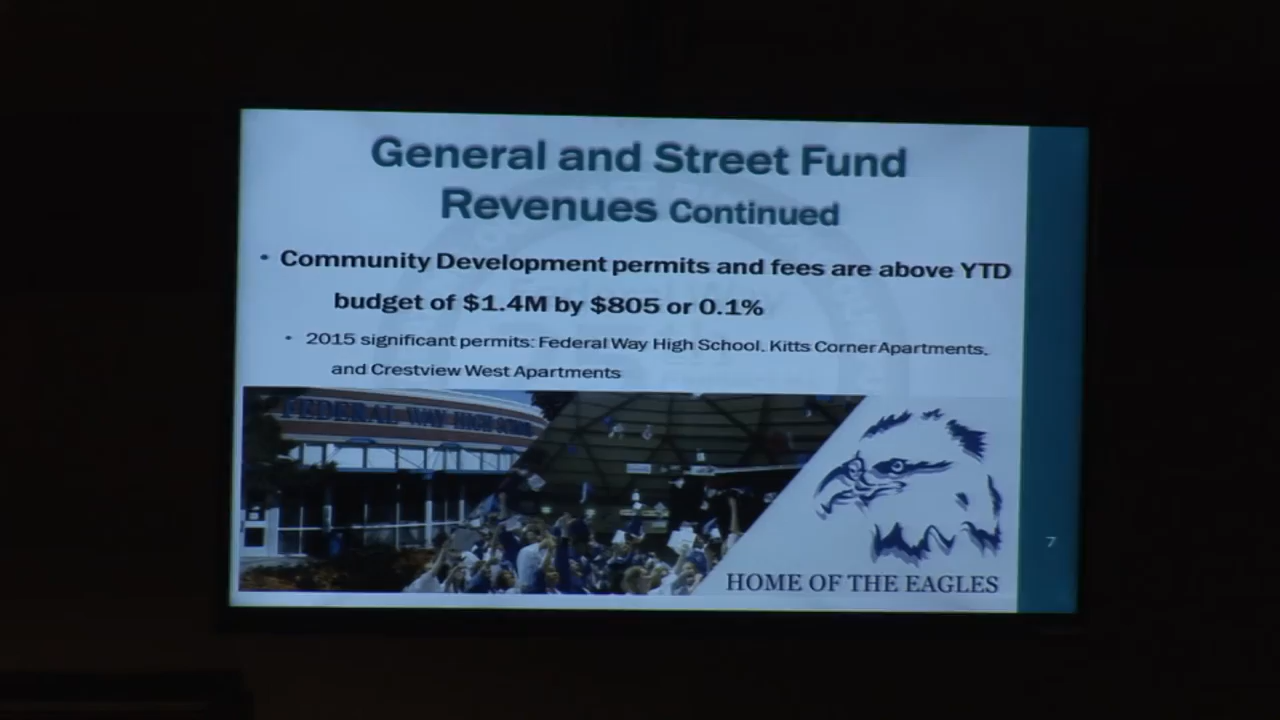 General and Street Fund
Revenues Continued
• Community Development permits and fees are above YTD
budget of $1.4M by $805 or 0.1%
• 2015 significant permits: Federal Way High School, Kitts Corner Apartments,
and Crestview West Apartments
FEDERAL WAY HIGH SCHOOL
HOME OF THE EAGLES
7